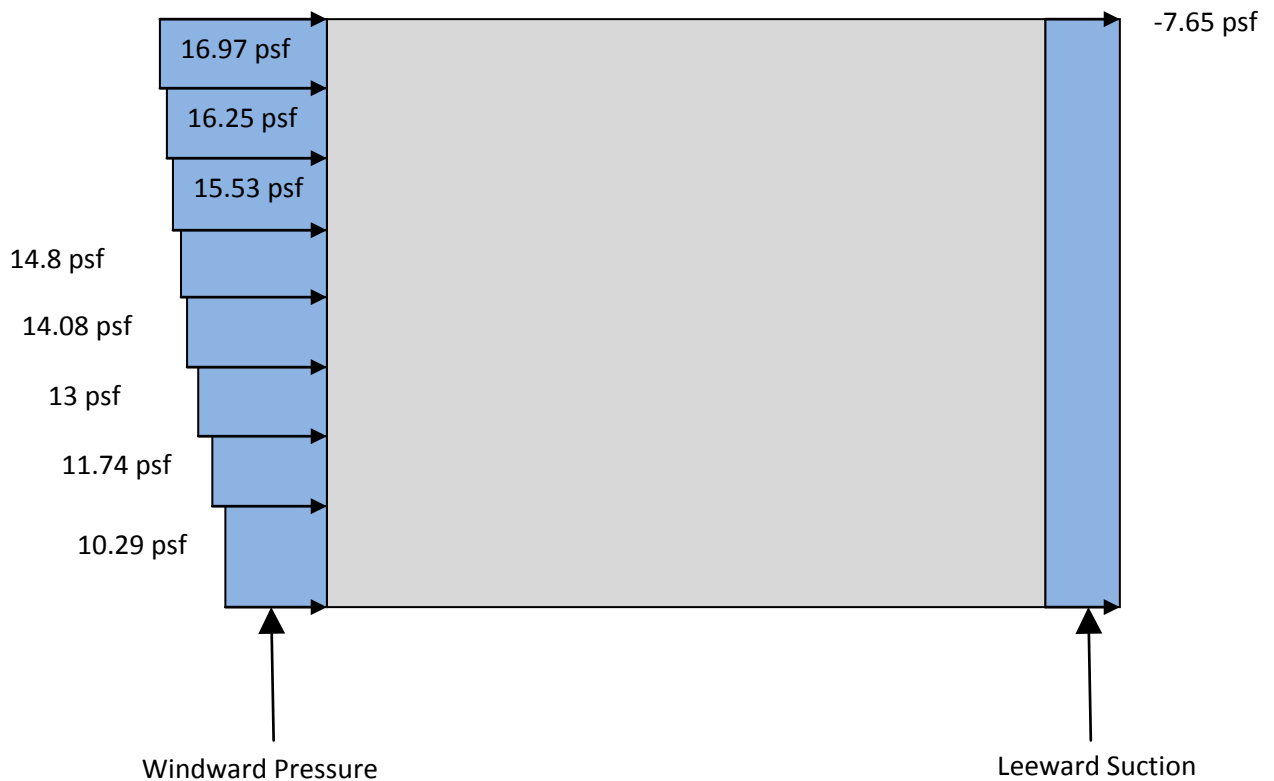 -7.65 psf
16.97 psf
16.25 psf
15.53 psf
14.8 psf
14.08 psf
13 psf
11.74 psf
10.29 psf
Windward Pressure
Leeward Suction